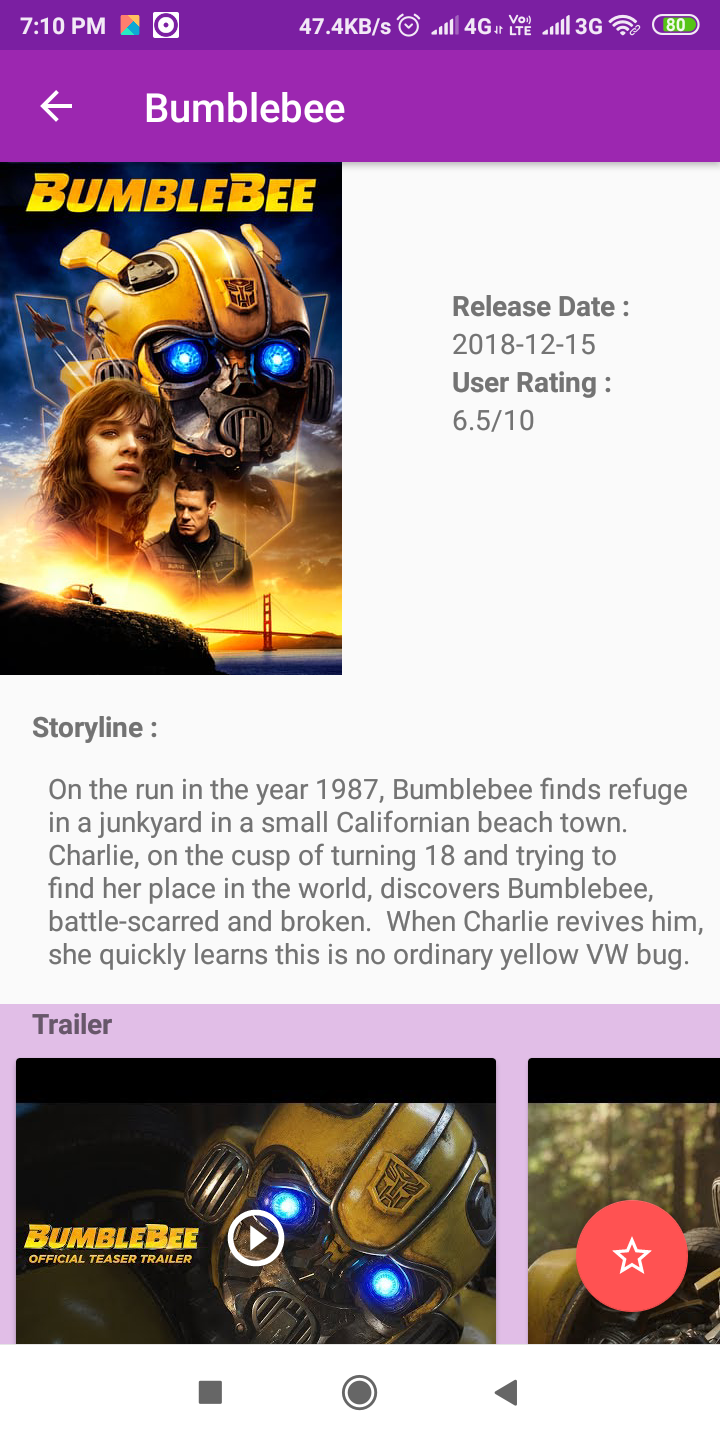 7:10 PM 47.4KB/s 4G Vo)) LTE 3G 80
Bumblebee
BUMBLEBEE
Release Date :
2018-12-15
User Rating :
6.5/10
Storyline :
On the run in the year 1987, Bumblebee finds refuge
in a junkyard in a small Californian beach town.
Charlie, on the cusp of turning 18 and trying to
find her place in the world, discovers Bumblebee,
battle-scarred and broken.  When Charlie revives him,
she quickly learns this is no ordinary yellow VW bug.
Trailer
BUMBLEBEE
OFFICIAL TEASER TRAILER